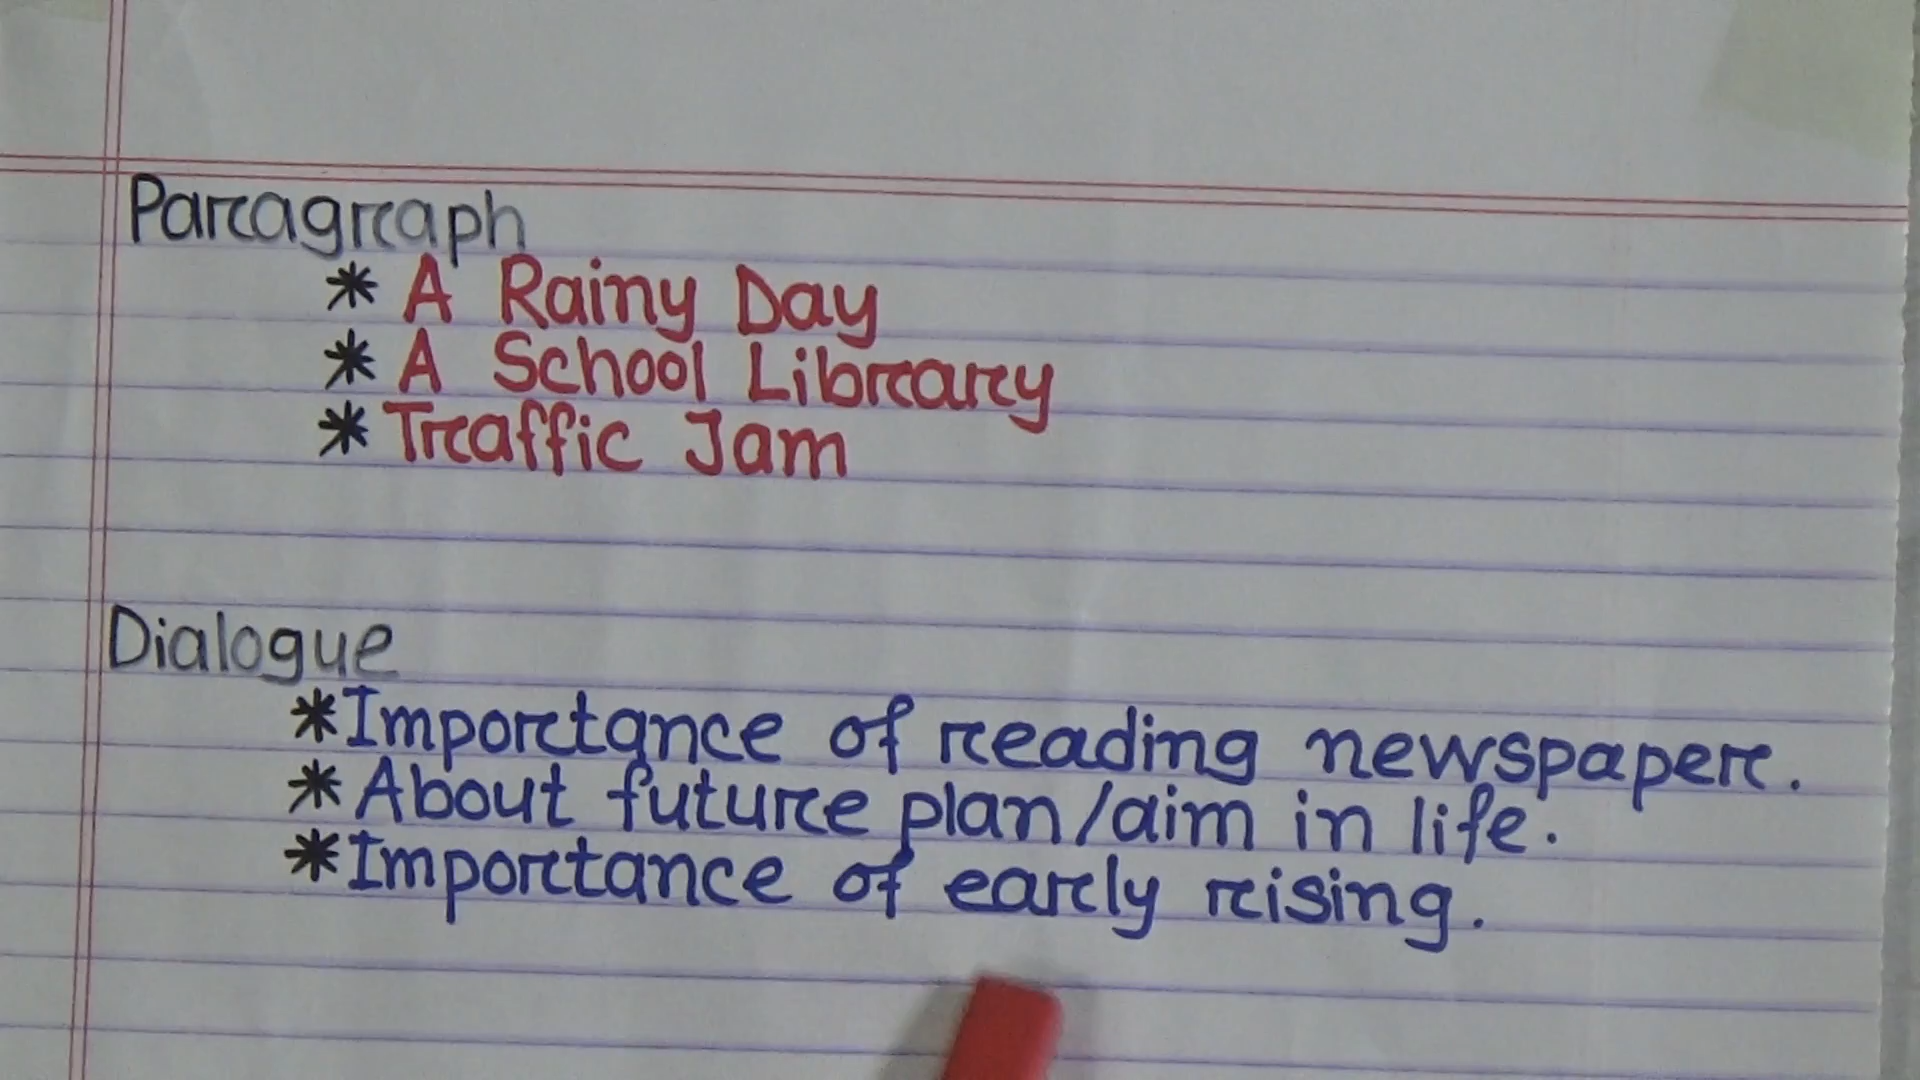 Paragraph
* A Rainy Day
* A School Library
* Traffic Jam
Dialogue
* Importance of reading newspaper.
* About future plan/aim in life.
* Importance of early rising.